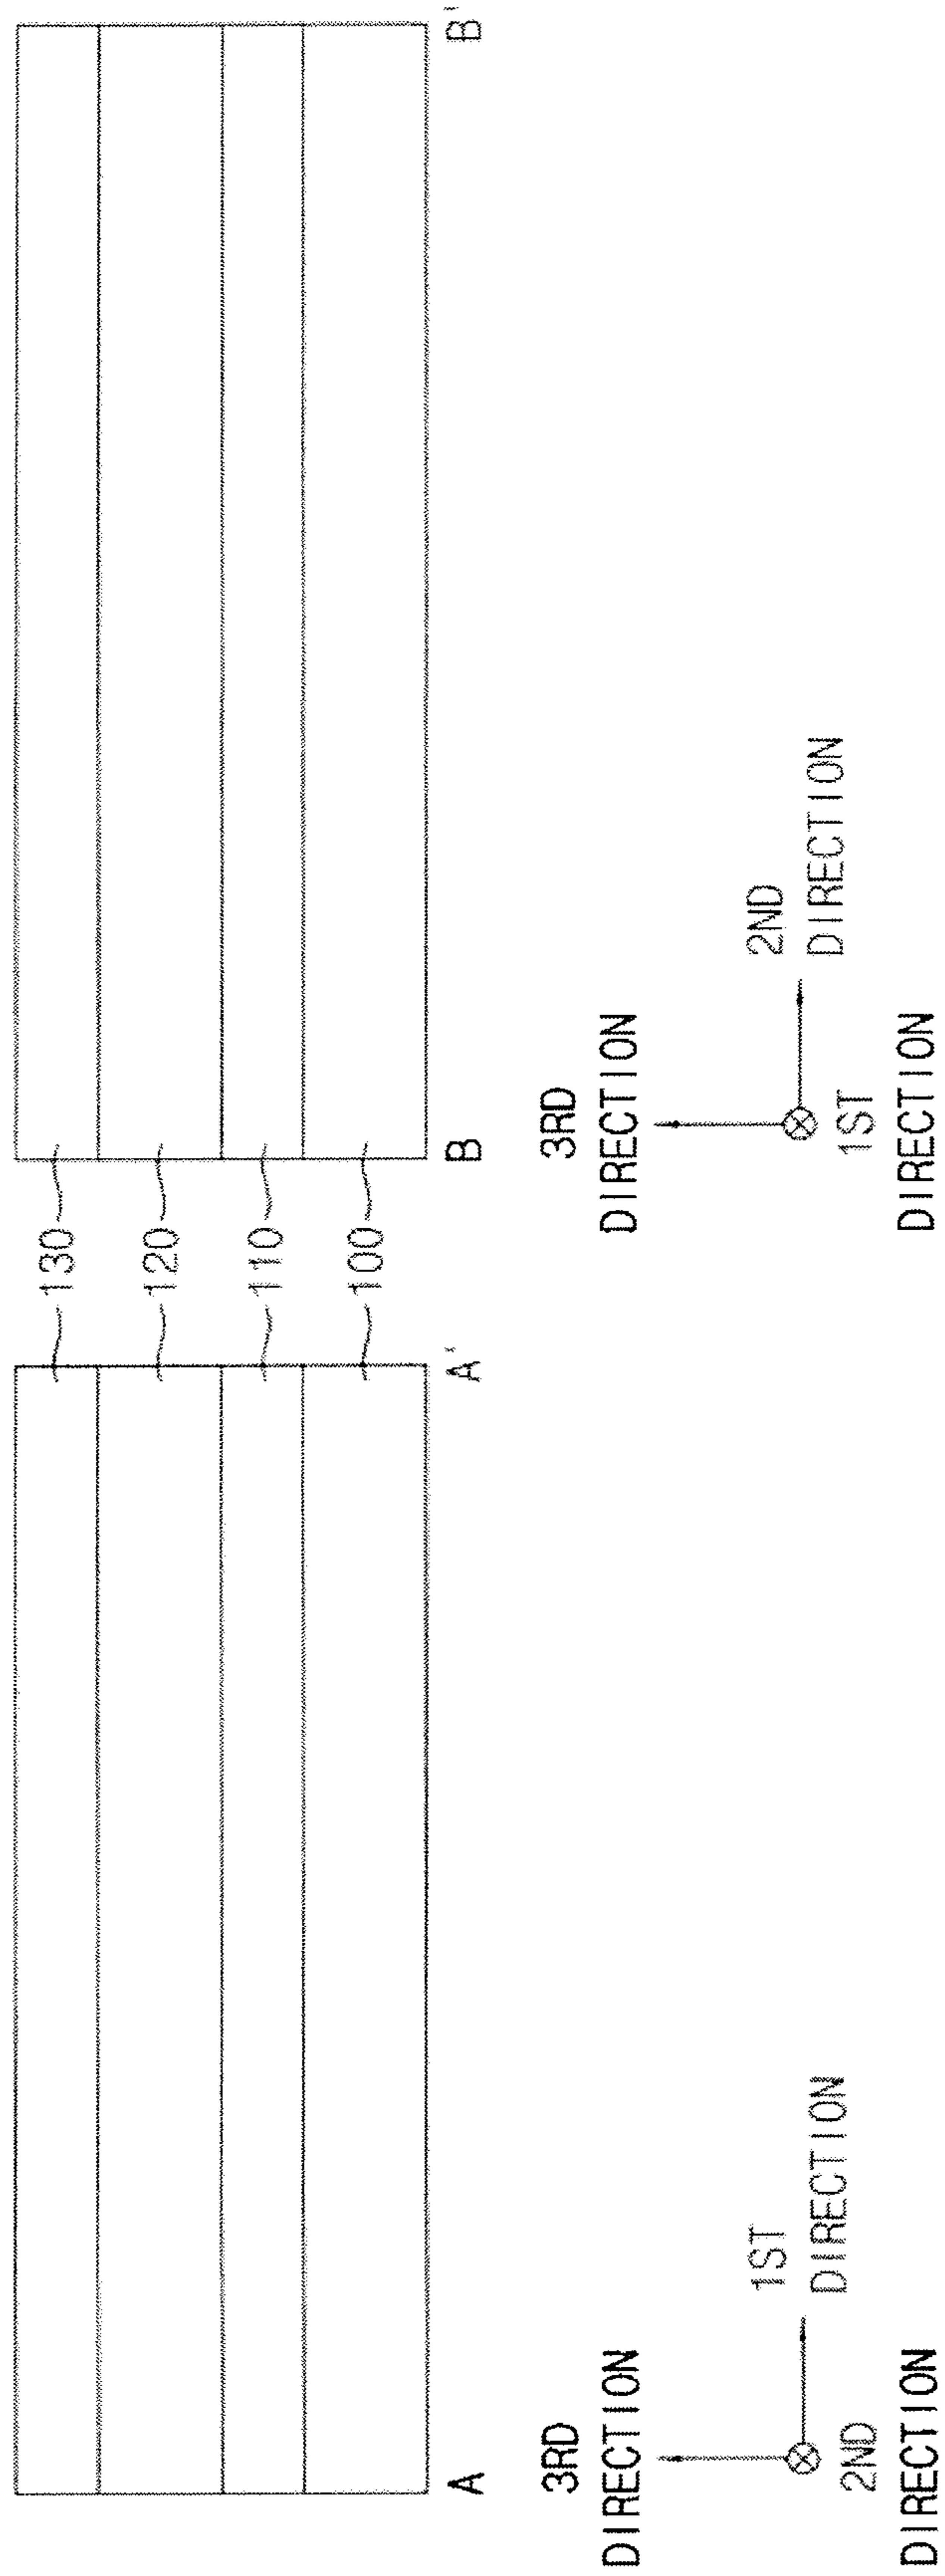 130
120
110
100
A
A'
B
B'
3RD
DIRECTION
1ST
DIRECTION
2ND
DIRECTION
3RD
DIRECTION
2ND
DIRECTION
1ST
DIRECTION